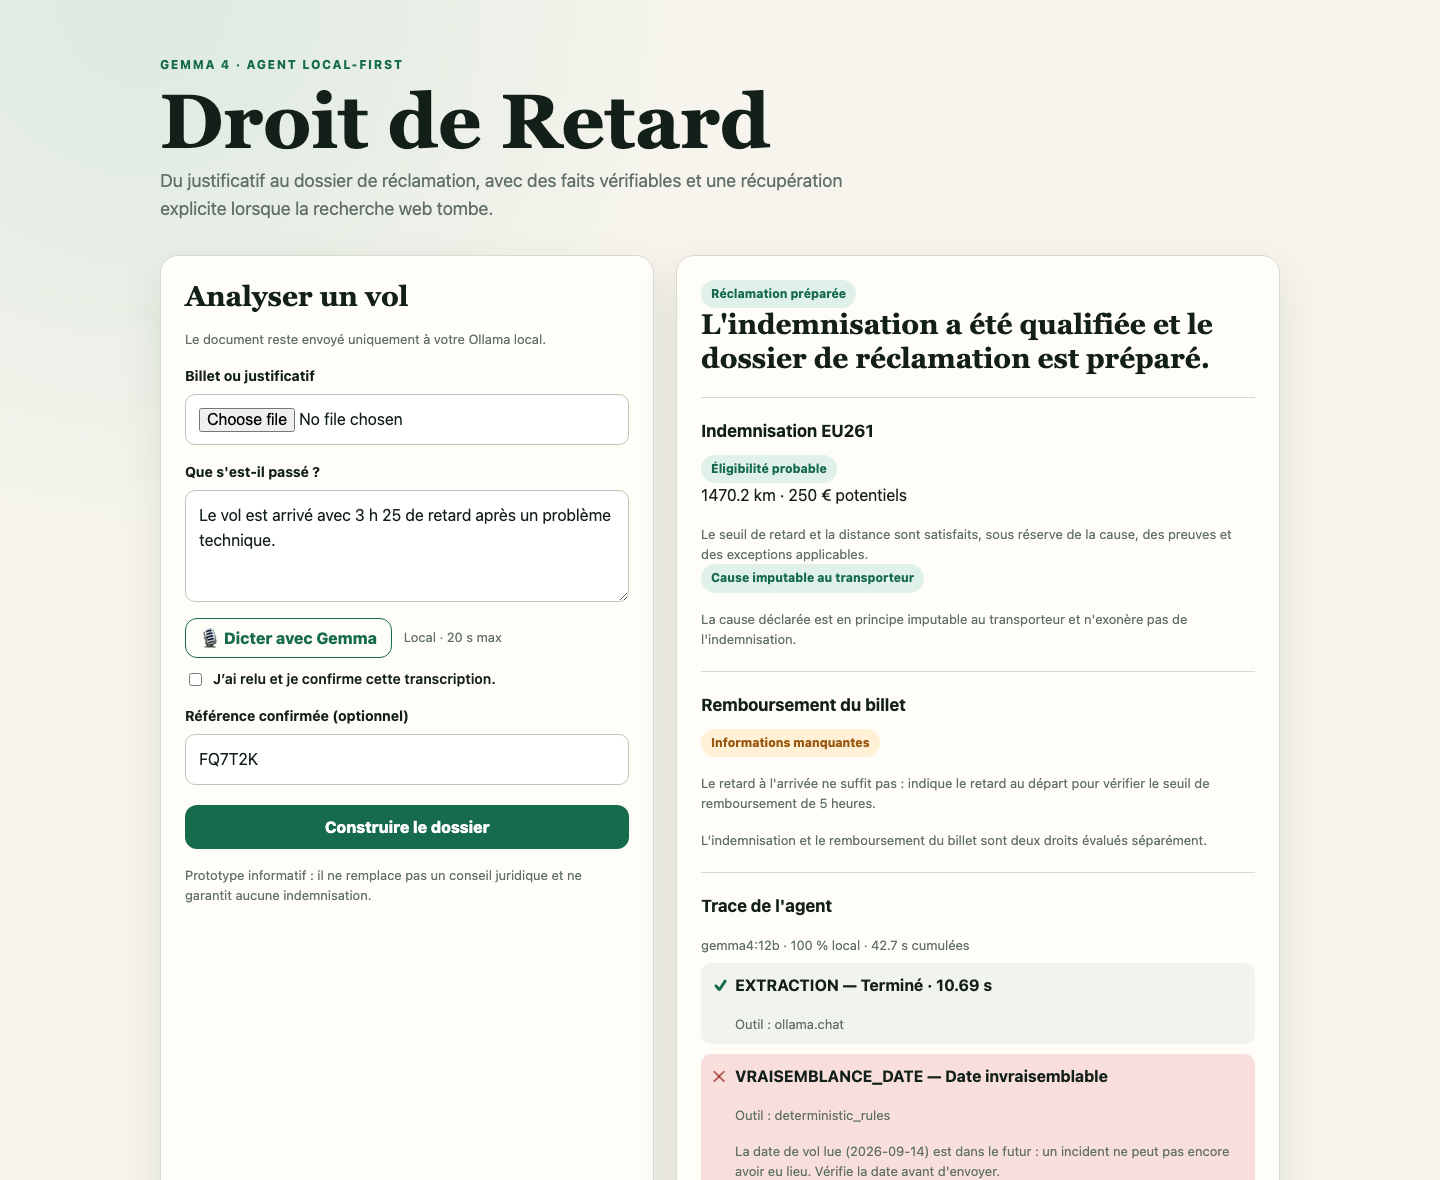 GEMMA 4 · AGENT LOCAL-FIRST
Droit de Retard
Du justificatif au dossier de réclamation, avec des faits vérifiables et une récupération
explicite lorsque la recherche web tombe.
Analyser un vol
Le document reste envoyé uniquement à votre Ollama local.
Billet ou justificatif
Choose file No file chosen
Que s'est-il passé ?
Le vol est arrivé avec 3 h 25 de retard après un problème
technique.
🎙️ Dicter avec Gemma Local · 20 s max
J’ai relu et je confirme cette transcription.
Référence confirmée (optionnel)
FQ7T2K
Construire le dossier
Prototype informatif : il ne remplace pas un conseil juridique et ne
garantit aucune indemnisation.
Réclamation préparée
L'indemnisation a été qualifiée et le
dossier de réclamation est préparé.
Indemnisation EU261
Éligibilité probable
1470.2 km · 250 € potentiels
Le seuil de retard et la distance sont satisfaits, sous réserve de la cause, des preuves et
des exceptions applicables.
Cause imputable au transporteur
La cause déclarée est en principe imputable au transporteur et n'exonère pas de
l'indemnisation.
Remboursement du billet
Informations manquantes
Le retard à l'arrivée ne suffit pas : indique le retard au départ pour vérifier le seuil de
remboursement de 5 heures.
L’indemnisation et le remboursement du billet sont deux droits évalués séparément.
Trace de l'agent
gemma4:12b · 100 % local · 42.7 s cumulées
EXTRACTION — Terminé · 10.69 s
Outil : ollama.chat
VRAISEMBLANCE_DATE — Date invraisemblable
Outil : deterministic_rules
La date de vol lue (2026-09-14) est dans le futur : un incident ne peut pas encore
avoir eu lieu. Vérifie la date avant d'envoyer.